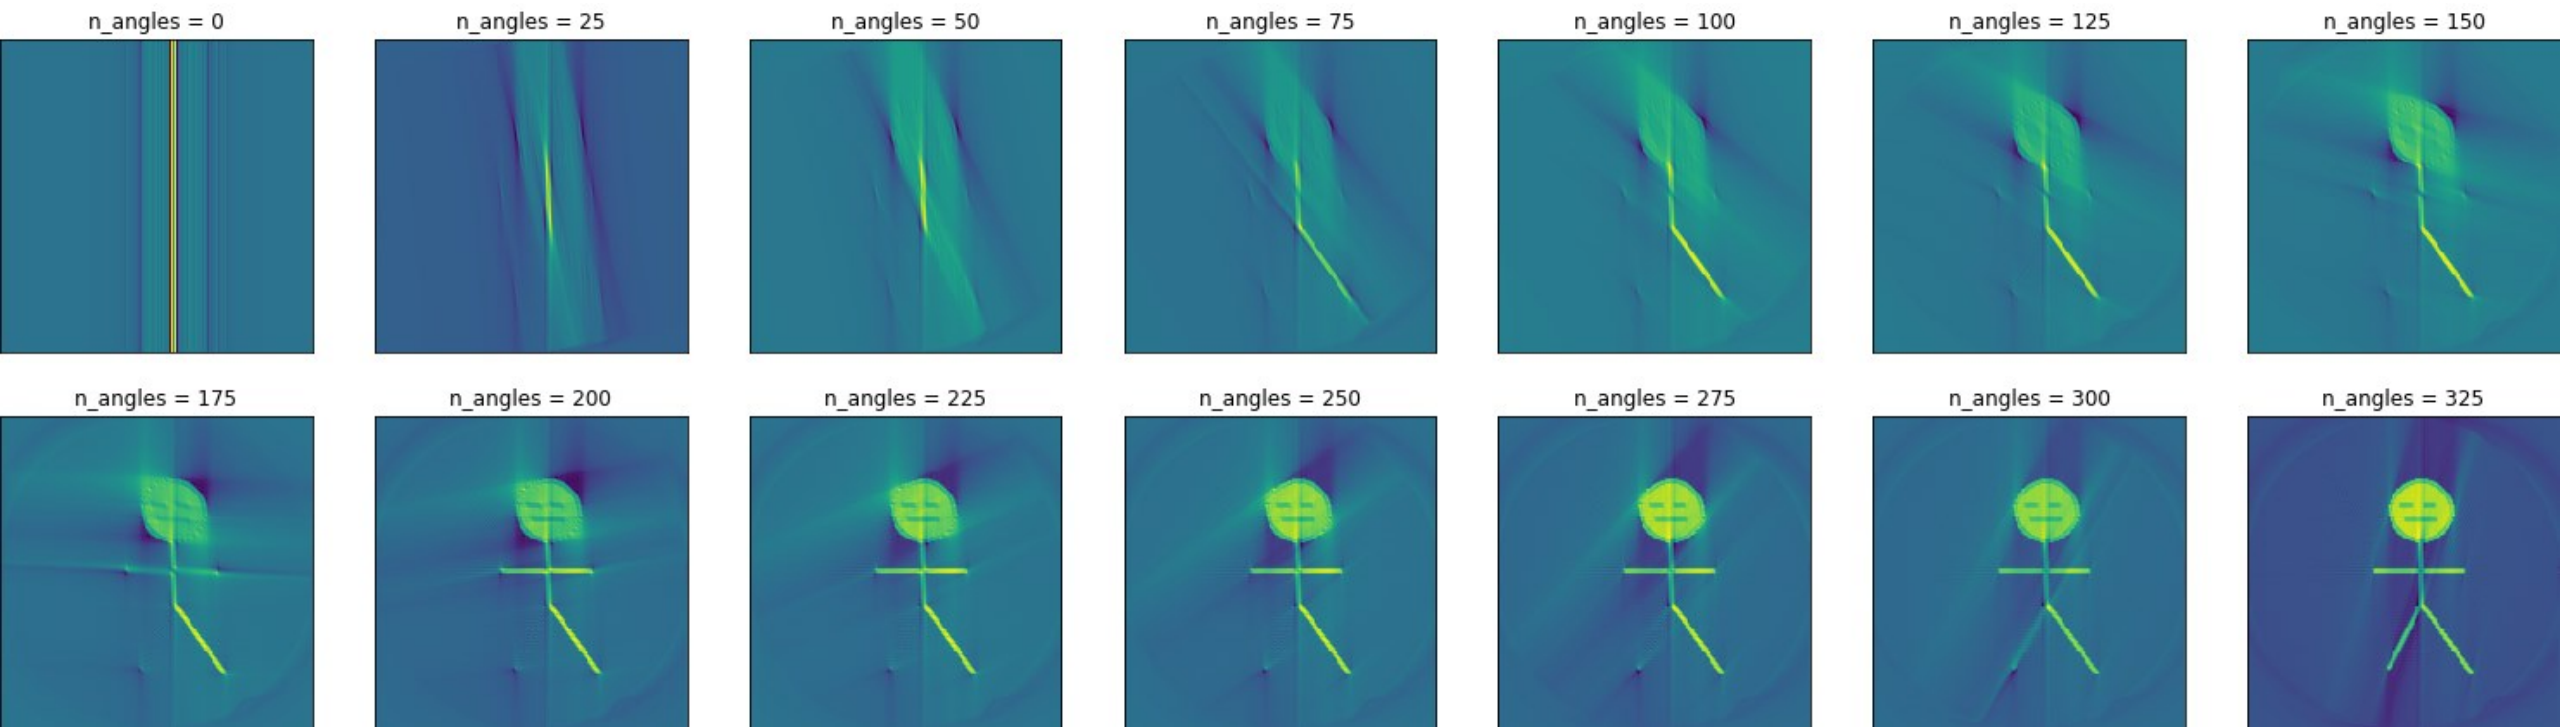 n_angles = 0
n_angles = 25
n_angles = 50
n_angles = 75
n_angles = 100
n_angles = 125
n_angles = 150
n_angles = 175
n_angles = 200
n_angles = 225
n_angles = 250
n_angles = 275
n_angles = 300
n_angles = 325